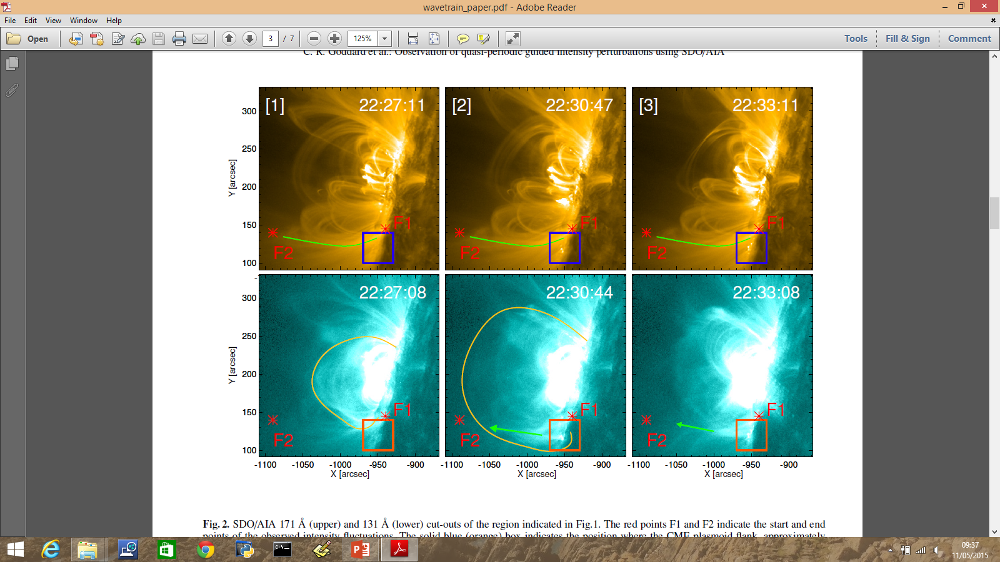 wavetrain_paper.pdf - Adobe Reader
File Edit View Window Help
Open 3 / 7 125% Tools Fill & Sign Comment
C. R. Goddard et al.: Observation of quasi-periodic guided intensity perturbations using SDO/AIA
[1] 22:27:11 [2] 22:30:47 [3] 22:33:11
300
250
200
150
100
Y [arcsec]
F1 F1 F1
F2 F2 F2
22:27:08 22:30:44 22:33:08
300
250
200
150
100
Y [arcsec]
F1 F1 F1
F2 F2 F2
-1100 -1050 -1000 -950 -900 -1100 -1050 -1000 -950 -900 -1100 -1050 -1000 -950 -900
X [arcsec] X [arcsec] X [arcsec]
Fig. 2. SDO/AIA 171 Å (upper) and 131 Å (lower) cut-outs of the region indicated in Fig.1. The red points F1 and F2 indicate the start and end
points of the observed intensity fluctuations. The solid blue (orange) box indicates the position where the CME plasmoid flank, approximately
C:\
09:37
11/05/2015